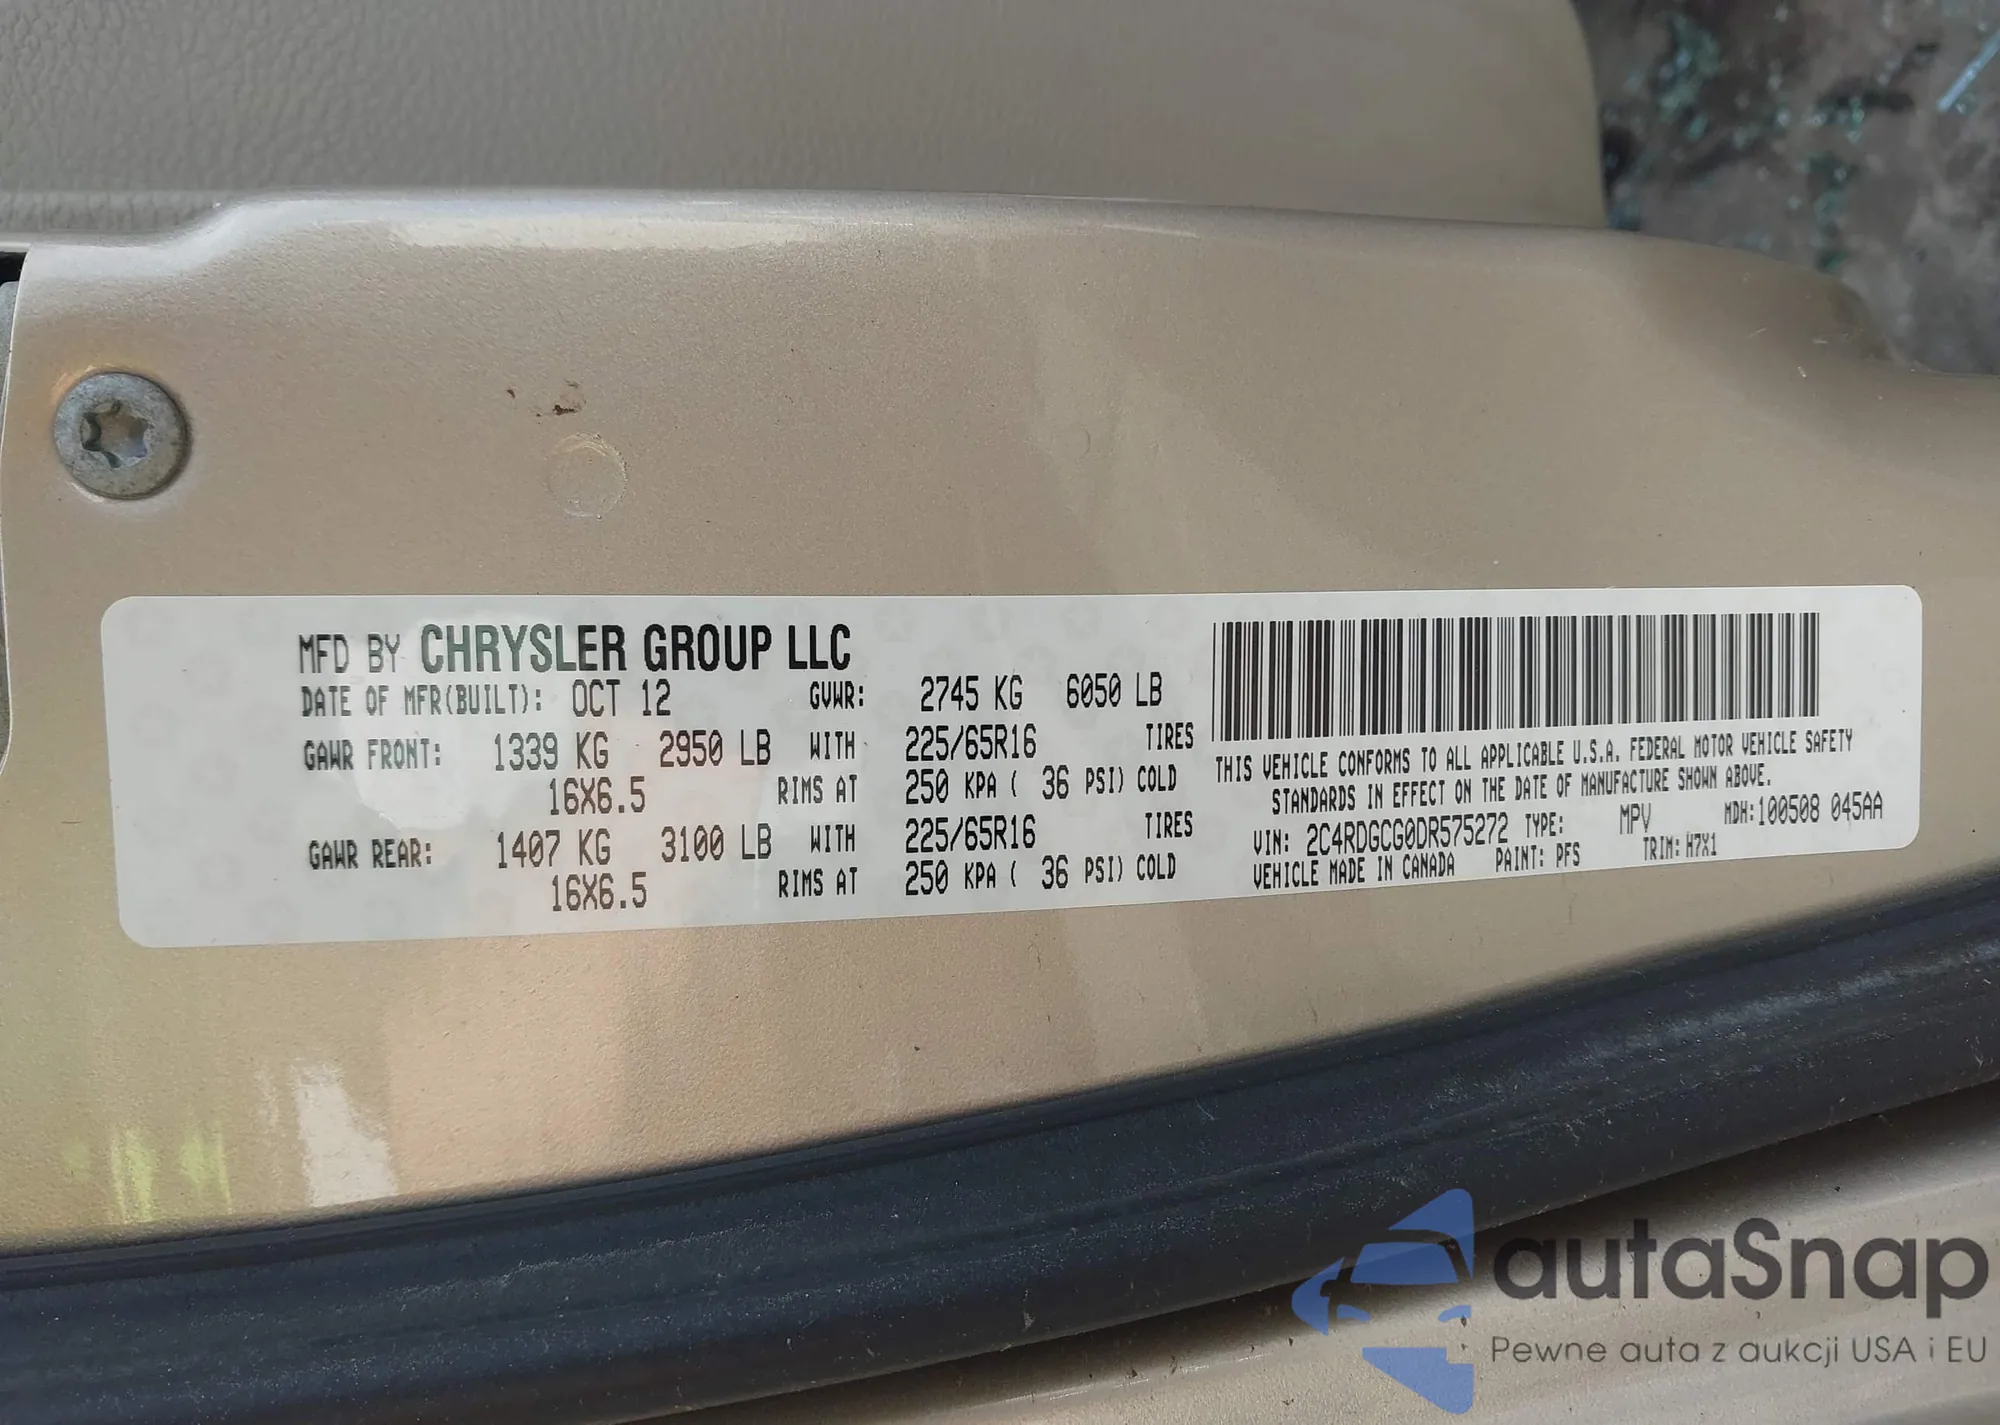 MFD BY CHRYSLER GROUP LLC
DATE OF MFR(BUILT): OCT 12 GVWR: 2745 KG 6050 LB
GAWR FRONT: 1339 KG 2950 LB WITH 225/65R16 TIRES
16X6.5 RIMS AT 250 KPA ( 36 PSI) COLD
GAWR REAR: 1407 KG 3100 LB WITH 225/65R16 TIRES
16X6.5 RIMS AT 250 KPA ( 36 PSI) COLD
THIS VEHICLE CONFORMS TO ALL APPLICABLE U.S.A. FEDERAL MOTOR VEHICLE SAFETY
STANDARDS IN EFFECT ON THE DATE OF MANUFACTURE SHOWN ABOVE.
VIN: 2C4RDGCG0DR575272 TYPE: MPV MDH:100508 045AA
VEHICLE MADE IN CANADA PAINT: PFS TRIM: H7X1
autaSnap
Pewne auta z aukcji USA i EU